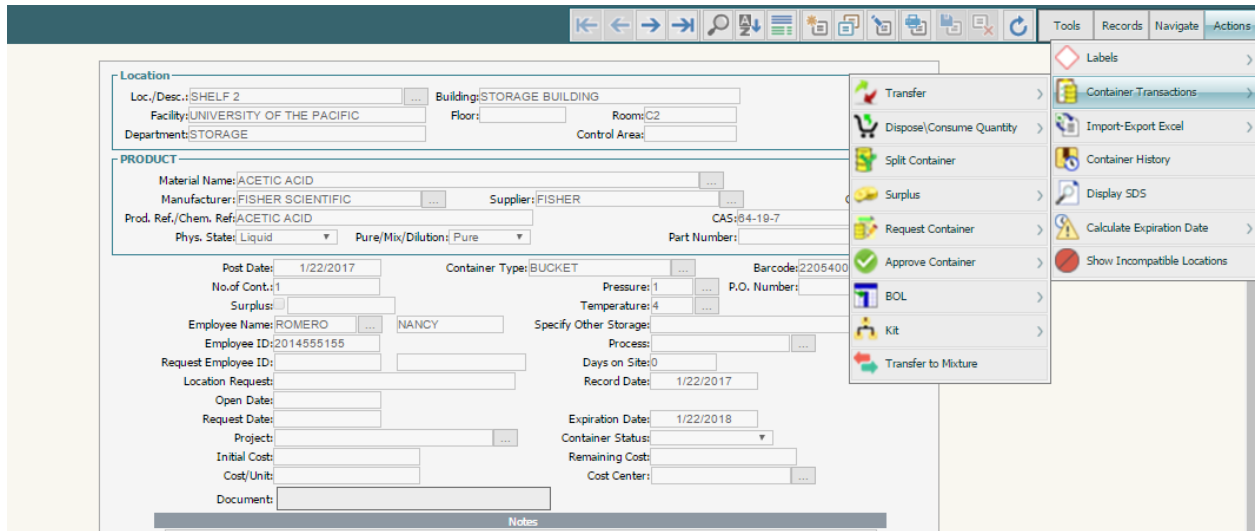 Tools Records Navigate Actions
Labels
Container Transactions
Import-Export Excel
Container History
Display SDS
Calculate Expiration Date
Show Incompatible Locations
Transfer
Dispose\Consume Quantity
Split Container
Surplus
Request Container
Approve Container
BOL
Kit
Transfer to Mixture
Location
Loc./Desc.: SHELF 2 ... Building: STORAGE BUILDING
Facility: UNIVERSITY OF THE PACIFIC Floor: Room: C2
Department: STORAGE Control Area:
PRODUCT
Material Name: ACETIC ACID ...
Manufacturer: FISHER SCIENTIFIC ... Supplier: FISHER ...
Prod. Ref./Chem. Ref: ACETIC ACID CAS: 64-19-7
Phys. State: Liquid Pure/Mix/Dilution: Pure Part Number:
Post Date: 1/22/2017 Container Type: BUCKET ... Barcode: 2205400
No.of Cont.: 1 Pressure: 1 ... P.O. Number:
Surplus: Temperature: 4 ...
Employee Name: ROMERO ... NANCY Specify Other Storage:
Employee ID: 2014555155 Process: ...
Request Employee ID: Days on Site: 0
Location Request: Record Date: 1/22/2017
Open Date:
Request Date: Expiration Date: 1/22/2018
Project: ... Container Status:
Initial Cost: Remaining Cost:
Cost/Unit: Cost Center: ...
Document:
Notes